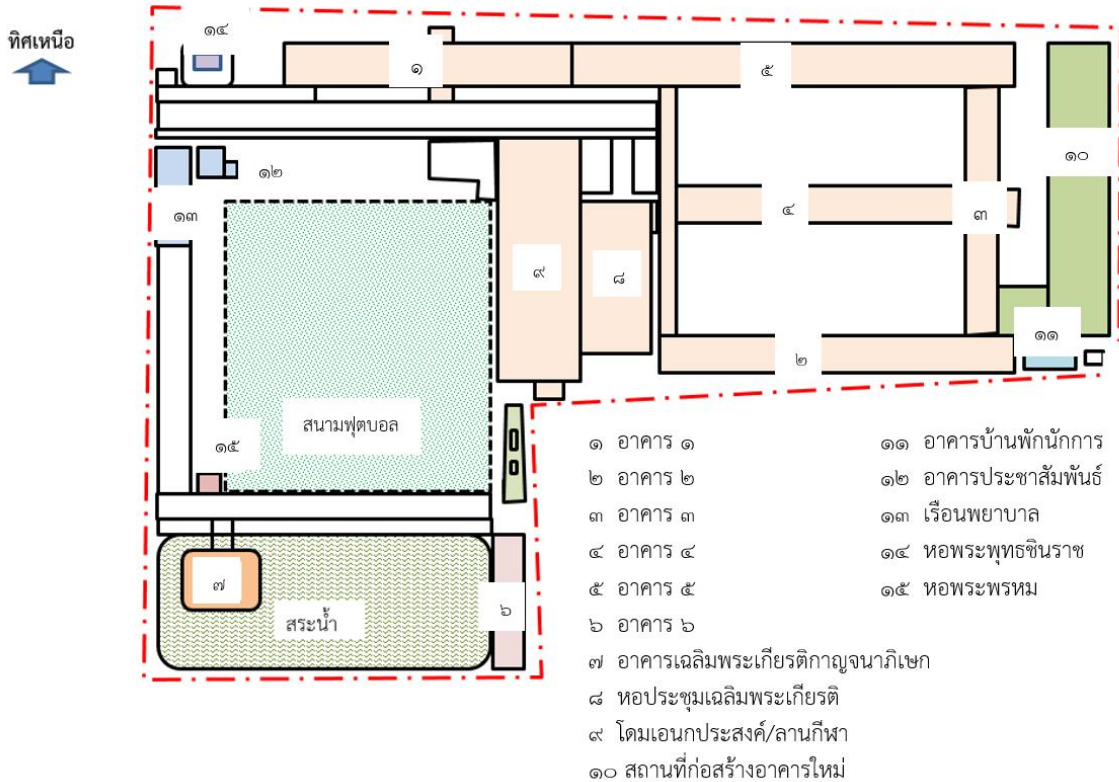 ทิศเหนือ
๑๔
๑
๕
๑๐
๑๒
๑๓
๔
๓
๙
๘
๑๑
๒
สนามฟุตบอล
๑๕
๗
สระน้ำ
๖
๑ อาคาร ๑
๒ อาคาร ๒
๓ อาคาร ๓
๔ อาคาร ๔
๕ อาคาร ๕
๖ อาคาร ๖
๗ อาคารเฉลิมพระเกียรติกาญจนาภิเษก
๘ หอประชุมเฉลิมพระเกียรติ
๙ โดมเอนกประสงค์/ลานกีฬา
๑๐ สถานที่ก่อสร้างอาคารใหม่
๑๑ อาคารบ้านพักนักการ
๑๒ อาคารประชาสัมพันธ์
๑๓ เรือนพยาบาล
๑๔ หอพระพุทธชินราช
๑๕ หอพระพรหม